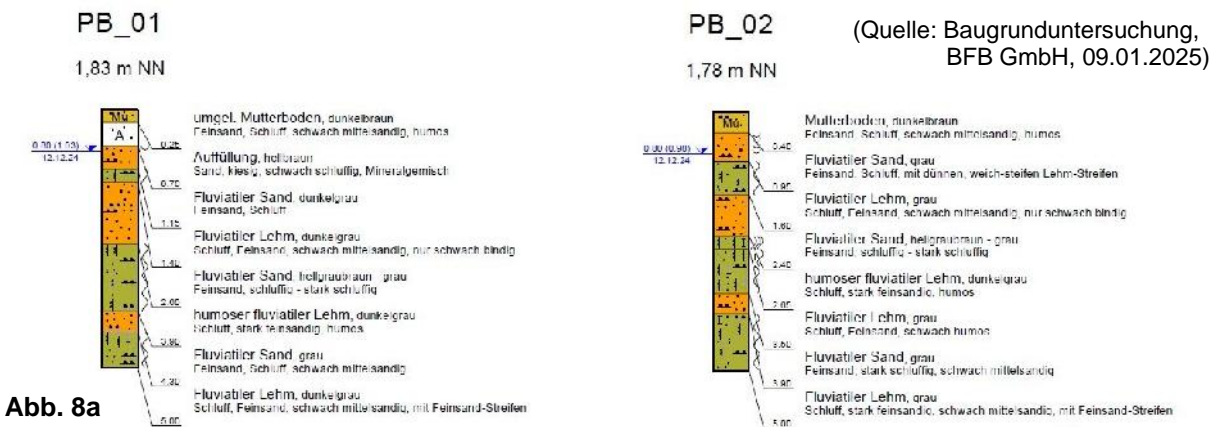 PB_01
1,83 m NN
Mu
A
0.80 (1.03)
12.12.24
0.25
0.70
1.15
1.40
3.90
4.30
5.00
umgel. Mutterboden, dunkelbraun
Feinsand, Schluff, schwach mittelsandig, humos
Auffüllung, hellbraun
Sand, kiesig, schwach schluffig, Mineralgemisch
Fluviatiler Sand, dunkelgrau
Feinsand, Schluff
Fluviatiler Lehm, dunkelgrau
Schluff, Feinsand, schwach mittelsandig, nur schwach bindig
Fluviatiler Sand, hellgraubraun - grau
Feinsand, schluffig - stark schluffig
humoser fluviatiler Lehm, dunkelgrau
Schluff, stark feinsandig, humos
Fluviatiler Sand, grau
Feinsand, Schluff, schwach mittelsandig
Fluviatiler Lehm, dunkelgrau
Schluff, Feinsand, schwach mittelsandig, mit Feinsand-Streifen
Abb. 8a
PB_02
1,78 m NN
(Quelle: Baugrunduntersuchung,
BFB GmbH, 09.01.2025)
Mu
12.12.24
0.40
0.95
1.60
2.40
3.50
3.90
5.00
Mutterboden, dunkelbraun
Feinsand, Schluff, schwach mittelsandig, humos
Fluviatiler Sand, grau
Feinsand, Schluff, mit dünnen, weich-steifen Lehm-Streifen
Fluviatiler Lehm, grau
Schluff, Feinsand, schwach mittelsandig, nur schwach bindig
Fluviatiler Sand, hellgraubraun - grau
Feinsand, schluffig - stark schluffig
humoser fluviatiler Lehm, dunkelgrau
Schluff, stark feinsandig, humos
Fluviatiler Lehm, grau
Schluff, Feinsand, schwach humos
Fluviatiler Sand, grau
Feinsand, stark schluffig, schwach mittelsandig
Fluviatiler Lehm, grau
Schluff, stark feinsandig, schwach mittelsandig, mit Feinsand-Streifen